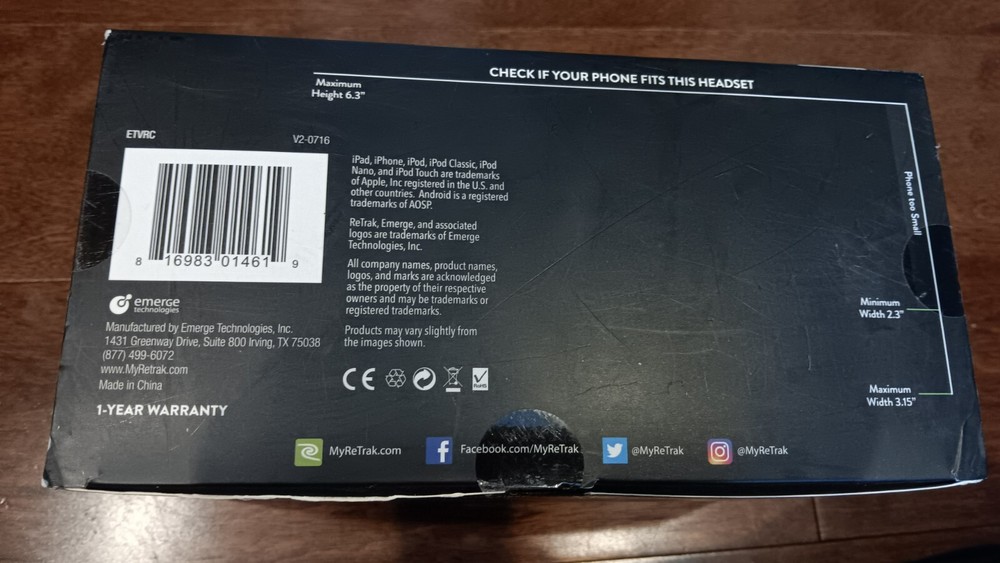 CHECK IF YOUR PHONE FITS THIS HEADSET
Maximum
Height 6.3"
ETVRC
V2-0716
8 16983 01461 9
emerge
technologies
Manufactured by Emerge Technologies, Inc.
1431 Greenway Drive, Suite 800 Irving, TX 75038
(877) 499-6072
www.MyRetrak.com
Made in China
1-YEAR WARRANTY
iPad, iPhone, iPod, iPod Classic, iPod
Nano, and iPod Touch are trademarks
of Apple, Inc registered in the U.S. and
other countries. Android is a registered
trademarks of AOSP.
ReTrak, Emerge, and associated
logos are trademarks of Emerge
Technologies, Inc.
All company names, product names,
logos, and marks are acknowledged
as the property of their respective
owners and may be trademarks or
registered trademarks.
Products may vary slightly from
the images shown.
CE
RoHS
Phone too Small
Minimum
Width 2.3"
Maximum
Width 3.15"
MyReTrak.com
Facebook.com/MyReTrak
@MyReTrak
@MyReTrak